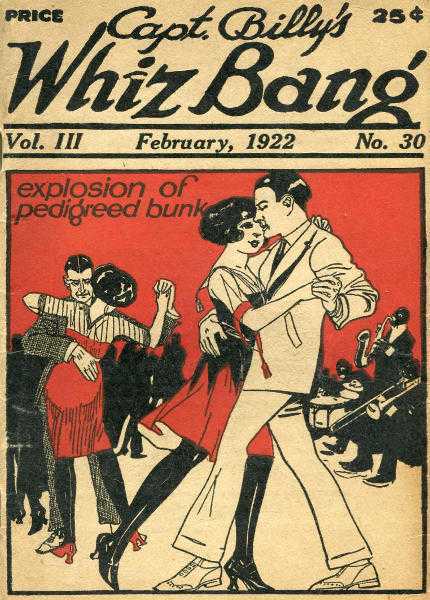 PRICE Capt. Billy's 25¢
Whiz Bang
Vol. III February, 1922 No. 30
explosion of
pedigreed bunk